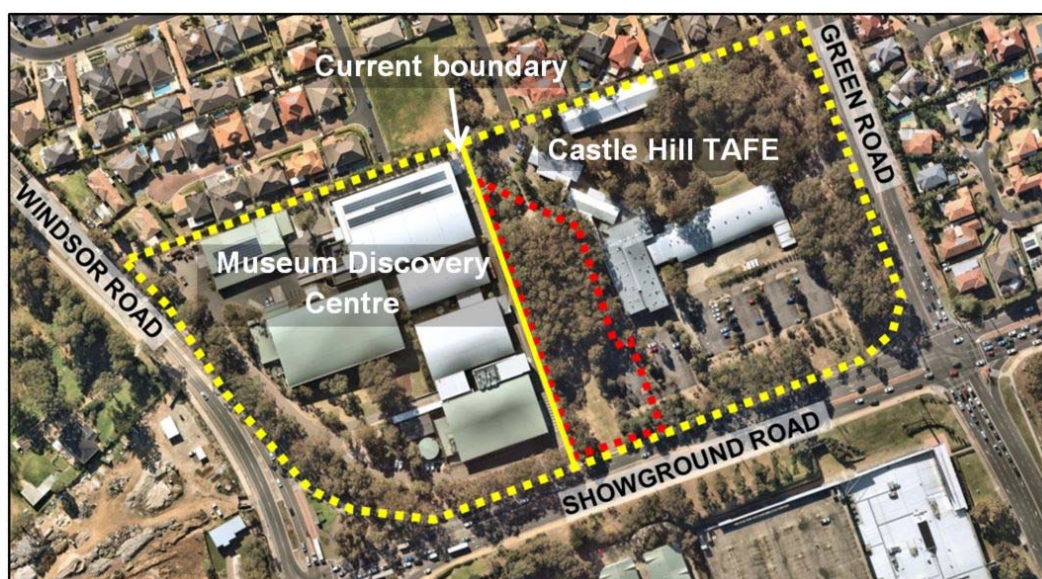 Current boundary
GREEN ROAD
Castle Hill TAFE
WINDSOR ROAD
Museum Discovery
Centre
SHOWGROUND ROAD